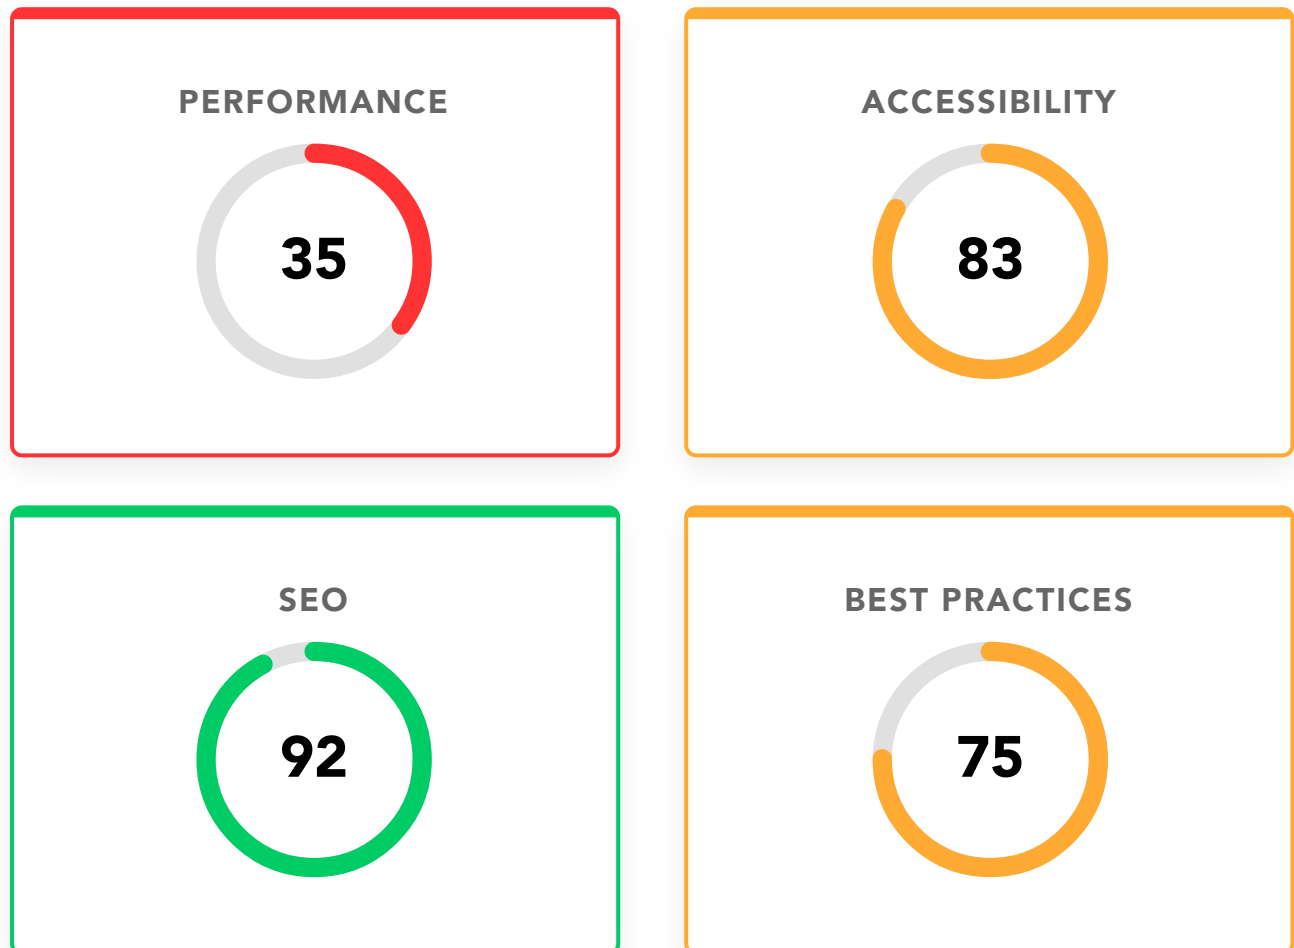 PERFORMANCE
35
ACCESSIBILITY
83
SEO
92
BEST PRACTICES
75